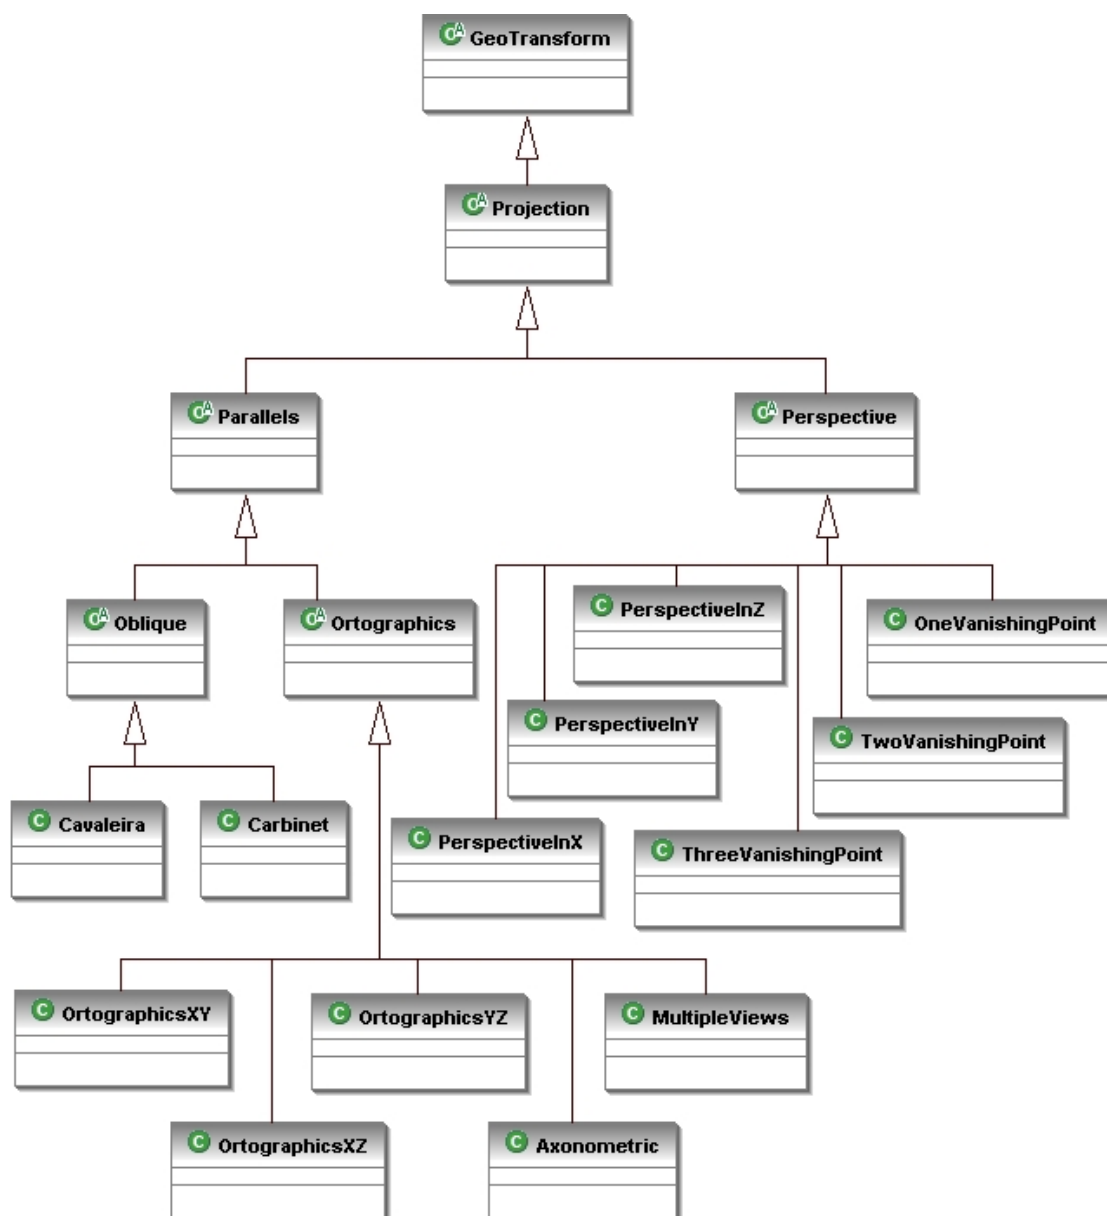 GeoTransform
Projection
Parallels
Perspective
Oblique
Ortographics
PerspectiveInZ
OneVanishingPoint
PerspectiveInY
TwoVanishingPoint
Cavaleira
Carbinet
PerspectiveInX
ThreeVanishingPoint
OrtographicsXY
OrtographicsYZ
MultipleViews
OrtographicsXZ
Axonometric